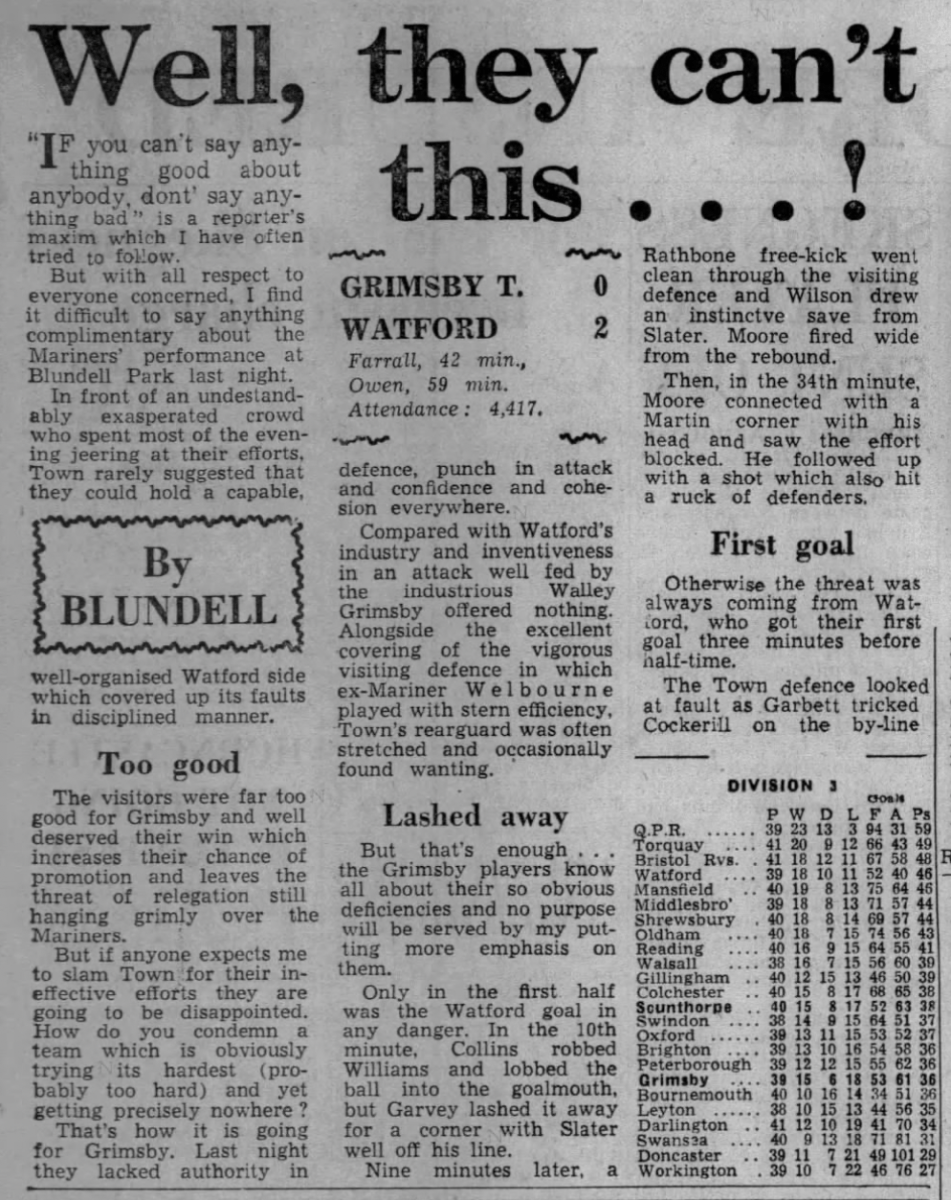 Well, they can't
this . . . !
"IF you can't say any-
thing good about
anybody, dont' say any-
thing bad" is a reporter's
maxim which I have often
tried to follow.
But with all respect to
everyone concerned, I find
it difficult to say anything
complimentary about the
Mariners' performance at
Blundell Park last night.
In front of an undestand-
ably exasperated crowd
who spent most of the even-
ing jeering at their efforts,
Town rarely suggested that
they could hold a capable,
By
BLUNDELL
well-organised Watford side
which covered up its faults
in disciplined manner.
Too good
The visitors were far too
good for Grimsby and well
deserved their win which
increases their chance of
promotion and leaves the
threat of relegation still
hanging grimly over the
Mariners.
But if anyone expects me
to slam Town for their in-
effective efforts they are
going to be disappointed.
How do you condemn a
team which is obviously
trying its hardest (pro-
bably too hard) and yet
getting precisely nowhere?
That's how it is going
for Grimsby. Last night
they lacked authority in
GRIMSBY T. 0
WATFORD 2
Farrall, 42 min.,
Owen, 59 min.
Attendance: 4,417.
defence, punch in attack
and confidence and cohe-
sion everywhere.
Compared with Watford's
industry and inventiveness
in an attack well fed by
the industrious Walley
Grimsby offered nothing.
Alongside the excellent
covering of the vigorous
visiting defence in which
ex-Mariner Welbourne
played with stern efficiency,
Town's rearguard was often
stretched and occasionally
found wanting.
Lashed away
But that's enough . . .
the Grimsby players know
all about their so obvious
deficiencies and no purpose
will be served by my put-
ting more emphasis on
them.
Only in the first half
was the Watford goal in
any danger. In the 10th
minute, Collins robbed
Williams and lobbed the
ball into the goalmouth,
but Garvey lashed it away
for a corner with Slater
well off his line.
Nine minutes later, a
Rathbone free-kick went
clean through the visiting
defence and Wilson drew
an instinctve save from
Slater. Moore fired wide
from the rebound.
Then, in the 34th minute,
Moore connected with a
Martin corner with his
head and saw the effort
blocked. He followed up
with a shot which also hit
a ruck of defenders.
First goal
Otherwise the threat was
always coming from Wat-
ford, who got their first
goal three minutes before
half-time.
The Town defence looked
at fault as Garbett tricked
Cockerill on the by-line
DIVISION 3
Goals
P W D L F A Ps
Q.P.R. ...... 39 23 13 3 94 31 59
Torquay .... 41 20 9 12 66 43 49
Bristol Rvs. . 41 18 12 11 67 58 48
Watford .... 39 18 10 11 52 40 46
Mansfield .. 40 19 8 13 75 64 46
Middlesbro' 39 18 8 13 71 57 44
Shrewsbury . 40 18 8 14 69 57 44
Oldham .... 40 18 7 15 74 56 43
Reading .... 40 16 9 15 64 55 41
Walsall .... 38 16 7 15 56 60 39
Gillingham .. 40 12 15 13 46 50 39
Colchester .. 40 15 8 17 68 65 38
Scunthorpe .. 40 15 8 17 52 63 38
Swindon .... 38 14 9 15 64 51 37
Oxford ...... 39 13 11 15 53 52 37
Brighton .... 39 13 10 16 54 58 36
Peterborough 39 12 12 15 55 62 36
Grimsby .... 39 15 6 18 53 61 36
Bournemouth 40 10 16 14 34 51 36
Leyton ...... 38 10 15 13 44 56 35
Darlington .. 41 12 10 19 41 70 34
Swansea .... 40 9 13 18 71 81 31
Doncaster .. 39 11 7 21 49 101 29
Workington . 39 10 7 22 46 76 27